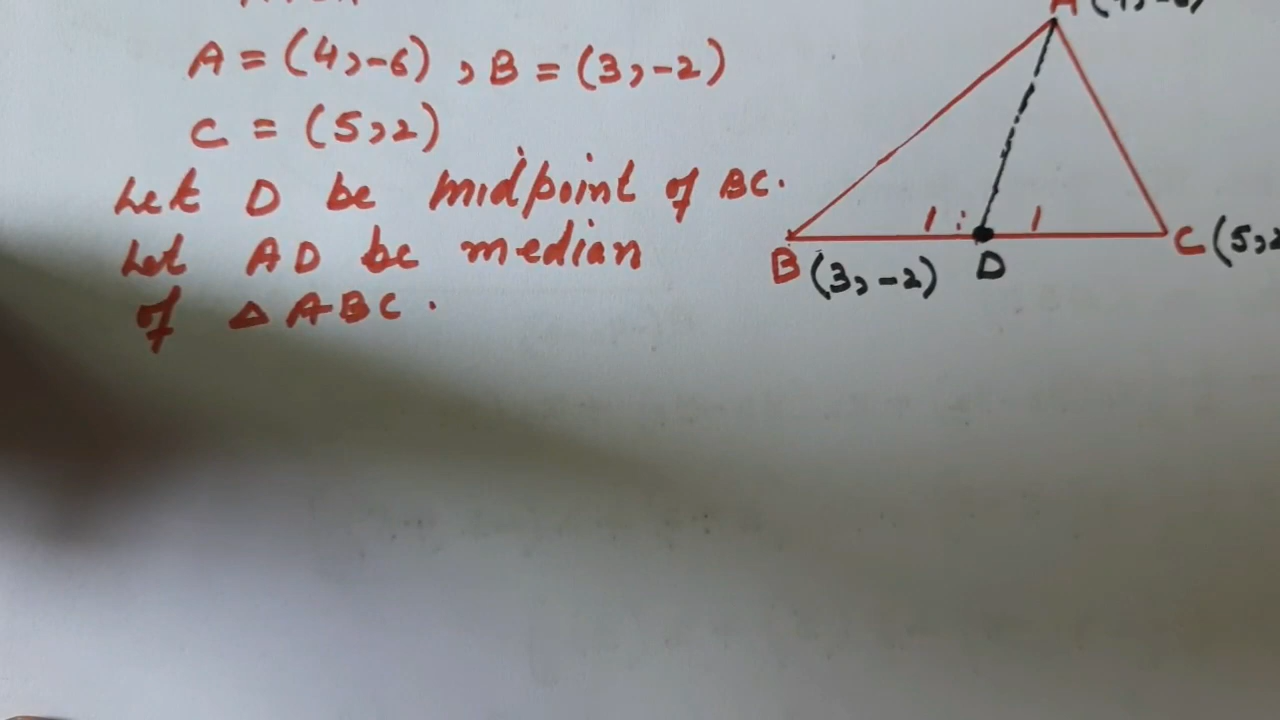 A = (4,-6) , B = (3,-2)
C = (5,2)
Let D be midpoint of BC.
Let AD be median
of △ABC.
A
1 : 1
B (3,-2) D C (5,